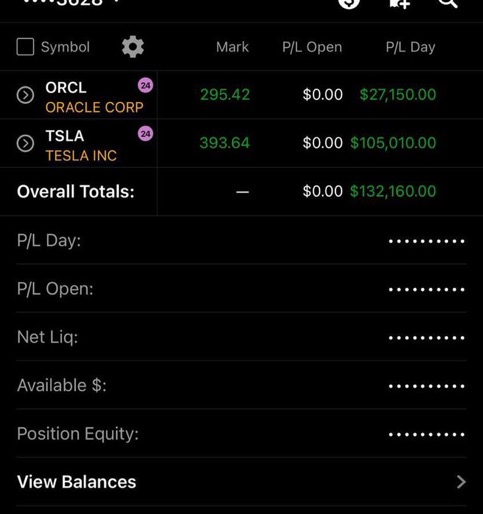 Symbol Mark P/L Open P/L Day
ORCL 24 295.42 $0.00 $27,150.00
ORACLE CORP
TSLA 24 393.64 $0.00 $105,010.00
TESLA INC
Overall Totals: — $0.00 $132,160.00
P/L Day: ••••••••••
P/L Open: ••••••••••
Net Liq: ••••••••••
Available $: ••••••••••
Position Equity: ••••••••••
View Balances